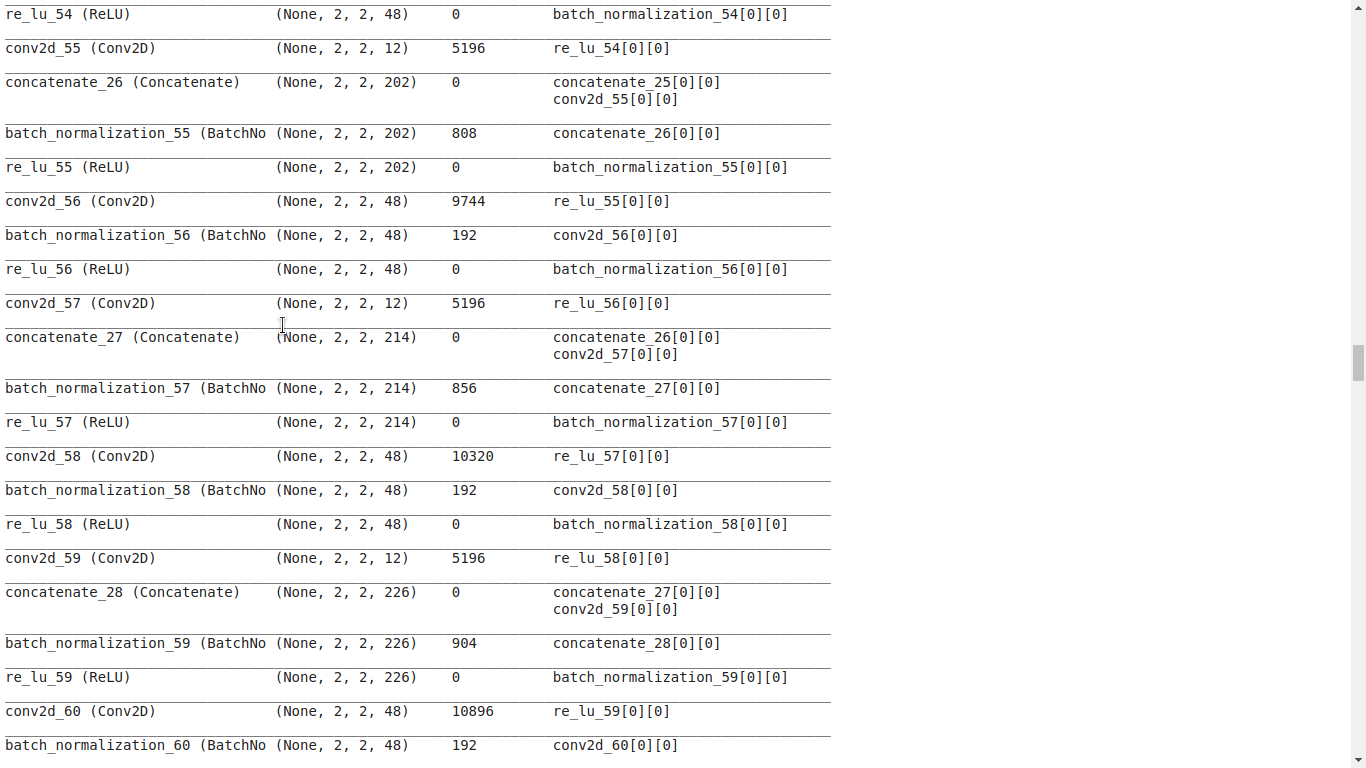 re_lu_54 (ReLU) (None, 2, 2, 48) 0 batch_normalization_54[0][0]
conv2d_55 (Conv2D) (None, 2, 2, 12) 5196 re_lu_54[0][0]
concatenate_26 (Concatenate) (None, 2, 2, 202) 0 concatenate_25[0][0]
conv2d_55[0][0]
batch_normalization_55 (BatchNo (None, 2, 2, 202) 808 concatenate_26[0][0]
re_lu_55 (ReLU) (None, 2, 2, 202) 0 batch_normalization_55[0][0]
conv2d_56 (Conv2D) (None, 2, 2, 48) 9744 re_lu_55[0][0]
batch_normalization_56 (BatchNo (None, 2, 2, 48) 192 conv2d_56[0][0]
re_lu_56 (ReLU) (None, 2, 2, 48) 0 batch_normalization_56[0][0]
conv2d_57 (Conv2D) (None, 2, 2, 12) 5196 re_lu_56[0][0]
concatenate_27 (Concatenate) (None, 2, 2, 214) 0 concatenate_26[0][0]
conv2d_57[0][0]
batch_normalization_57 (BatchNo (None, 2, 2, 214) 856 concatenate_27[0][0]
re_lu_57 (ReLU) (None, 2, 2, 214) 0 batch_normalization_57[0][0]
conv2d_58 (Conv2D) (None, 2, 2, 48) 10320 re_lu_57[0][0]
batch_normalization_58 (BatchNo (None, 2, 2, 48) 192 conv2d_58[0][0]
re_lu_58 (ReLU) (None, 2, 2, 48) 0 batch_normalization_58[0][0]
conv2d_59 (Conv2D) (None, 2, 2, 12) 5196 re_lu_58[0][0]
concatenate_28 (Concatenate) (None, 2, 2, 226) 0 concatenate_27[0][0]
conv2d_59[0][0]
batch_normalization_59 (BatchNo (None, 2, 2, 226) 904 concatenate_28[0][0]
re_lu_59 (ReLU) (None, 2, 2, 226) 0 batch_normalization_59[0][0]
conv2d_60 (Conv2D) (None, 2, 2, 48) 10896 re_lu_59[0][0]
batch_normalization_60 (BatchNo (None, 2, 2, 48) 192 conv2d_60[0][0]